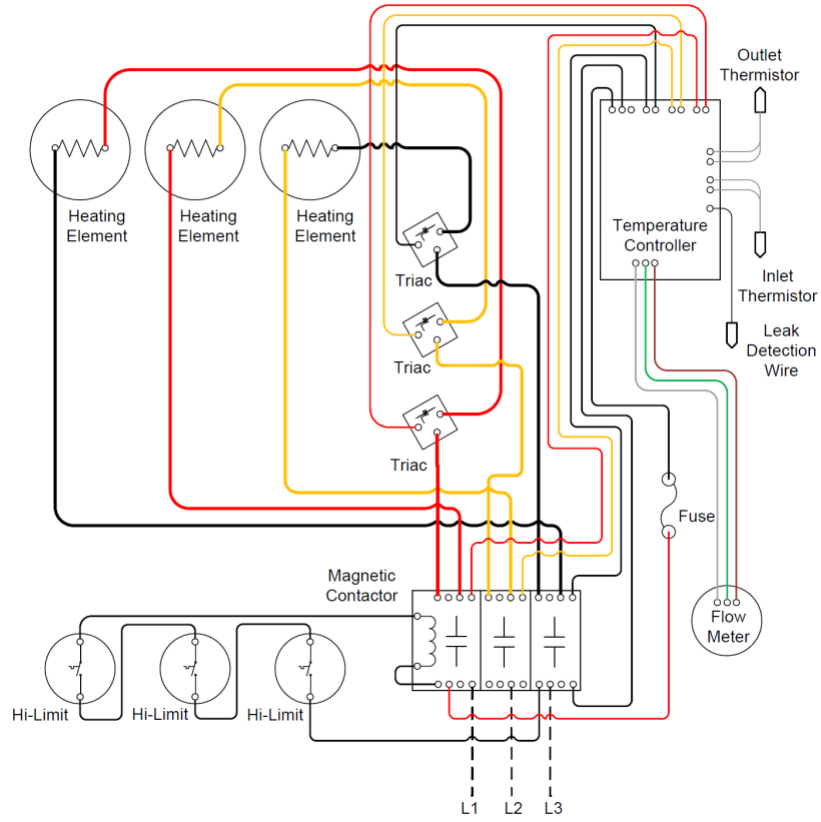 Outlet
Thermistor
Heating
Element
Heating
Element
Heating
Element
Temperature
Controller
Triac
Inlet
Thermistor
Leak
Detection
Wire
Triac
Triac
Fuse
Magnetic
Contactor
Flow
Meter
Hi-Limit
Hi-Limit
Hi-Limit
L1
L2
L3